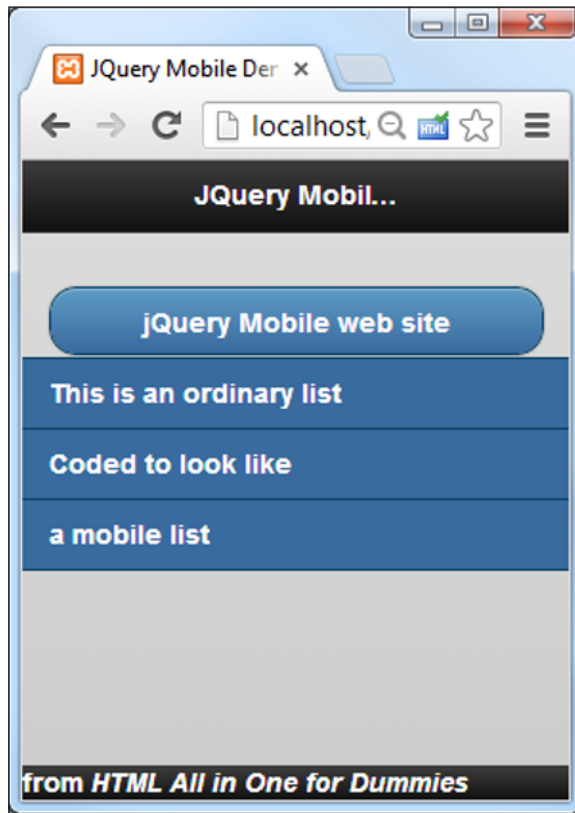 JQuery Mobile Der
localhost,
HTML
JQuery Mobil...
jQuery Mobile web site
This is an ordinary list
Coded to look like
a mobile list
from HTML All in One for Dummies